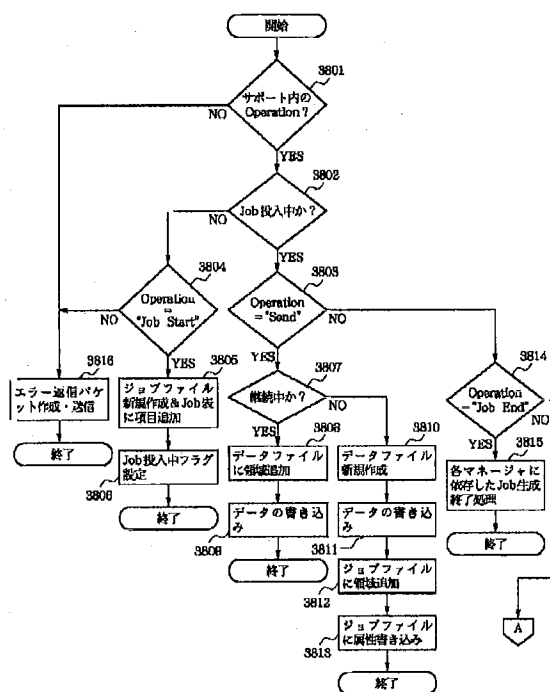 開始
3801
サポート内の
Operation?
NO
YES
3802
Job投入中か?
NO
YES
3804
Operation
=
"Job Start"
NO
YES
3803
Operation
="Send"
NO
YES
3814
Operation
="Job End"
NO
YES
3816
エラー返信パケ
ット作成・送信
終了
3805
ジョブファイル
新規作成&Job表
に項目追加
3806
Job投入中フラグ
設定
終了
3807
継続中か?
YES
NO
3808
データファイル
に領域追加
3809
データの書き込
み
終了
3810
データファイル
新規作成
3811
データの書き込
み
3812
ジョブファイル
に領域追加
3813
ジョブファイル
に属性書き込み
終了
3815
各マネージャに
依存したJob生成
終了処理
終了
A